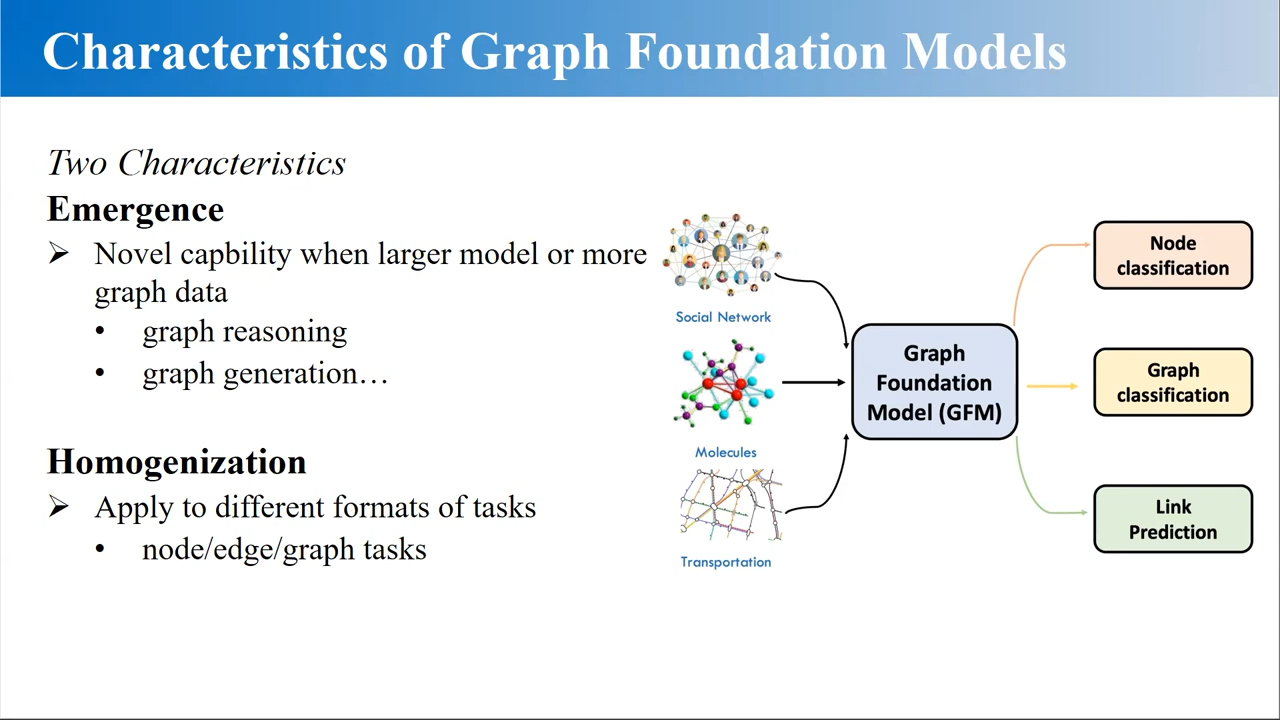 Characteristics of Graph Foundation Models
Two Characteristics
Emergence
➢ Novel capbility when larger model or more
graph data
• graph reasoning
• graph generation…
Homogenization
➢ Apply to different formats of tasks
• node/edge/graph tasks
Social Network
Molecules
Transportation
Graph
Foundation
Model (GFM)
Node
classification
Graph
classification
Link
Prediction